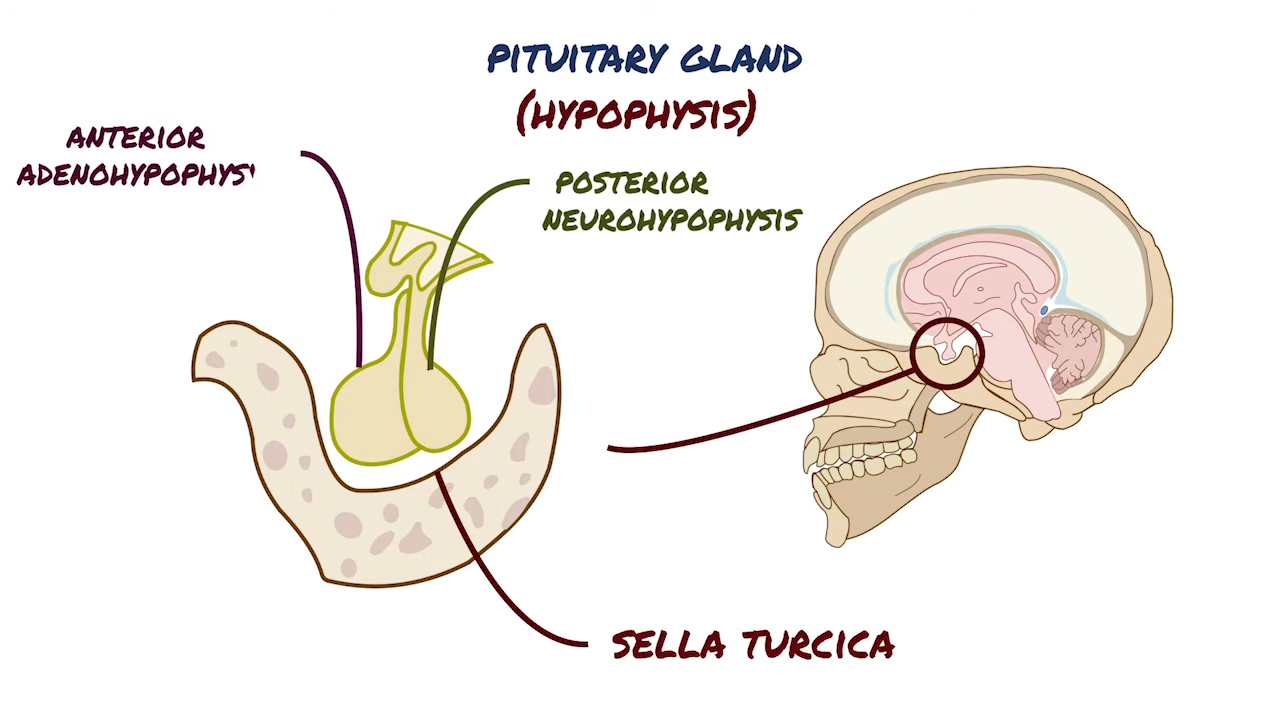 PITUITARY GLAND
(HYPOPHYSIS)
ANTERIOR
ADENOHYPOPHYS'
POSTERIOR
NEUROHYPOPHYSIS
SELLA TURCICA